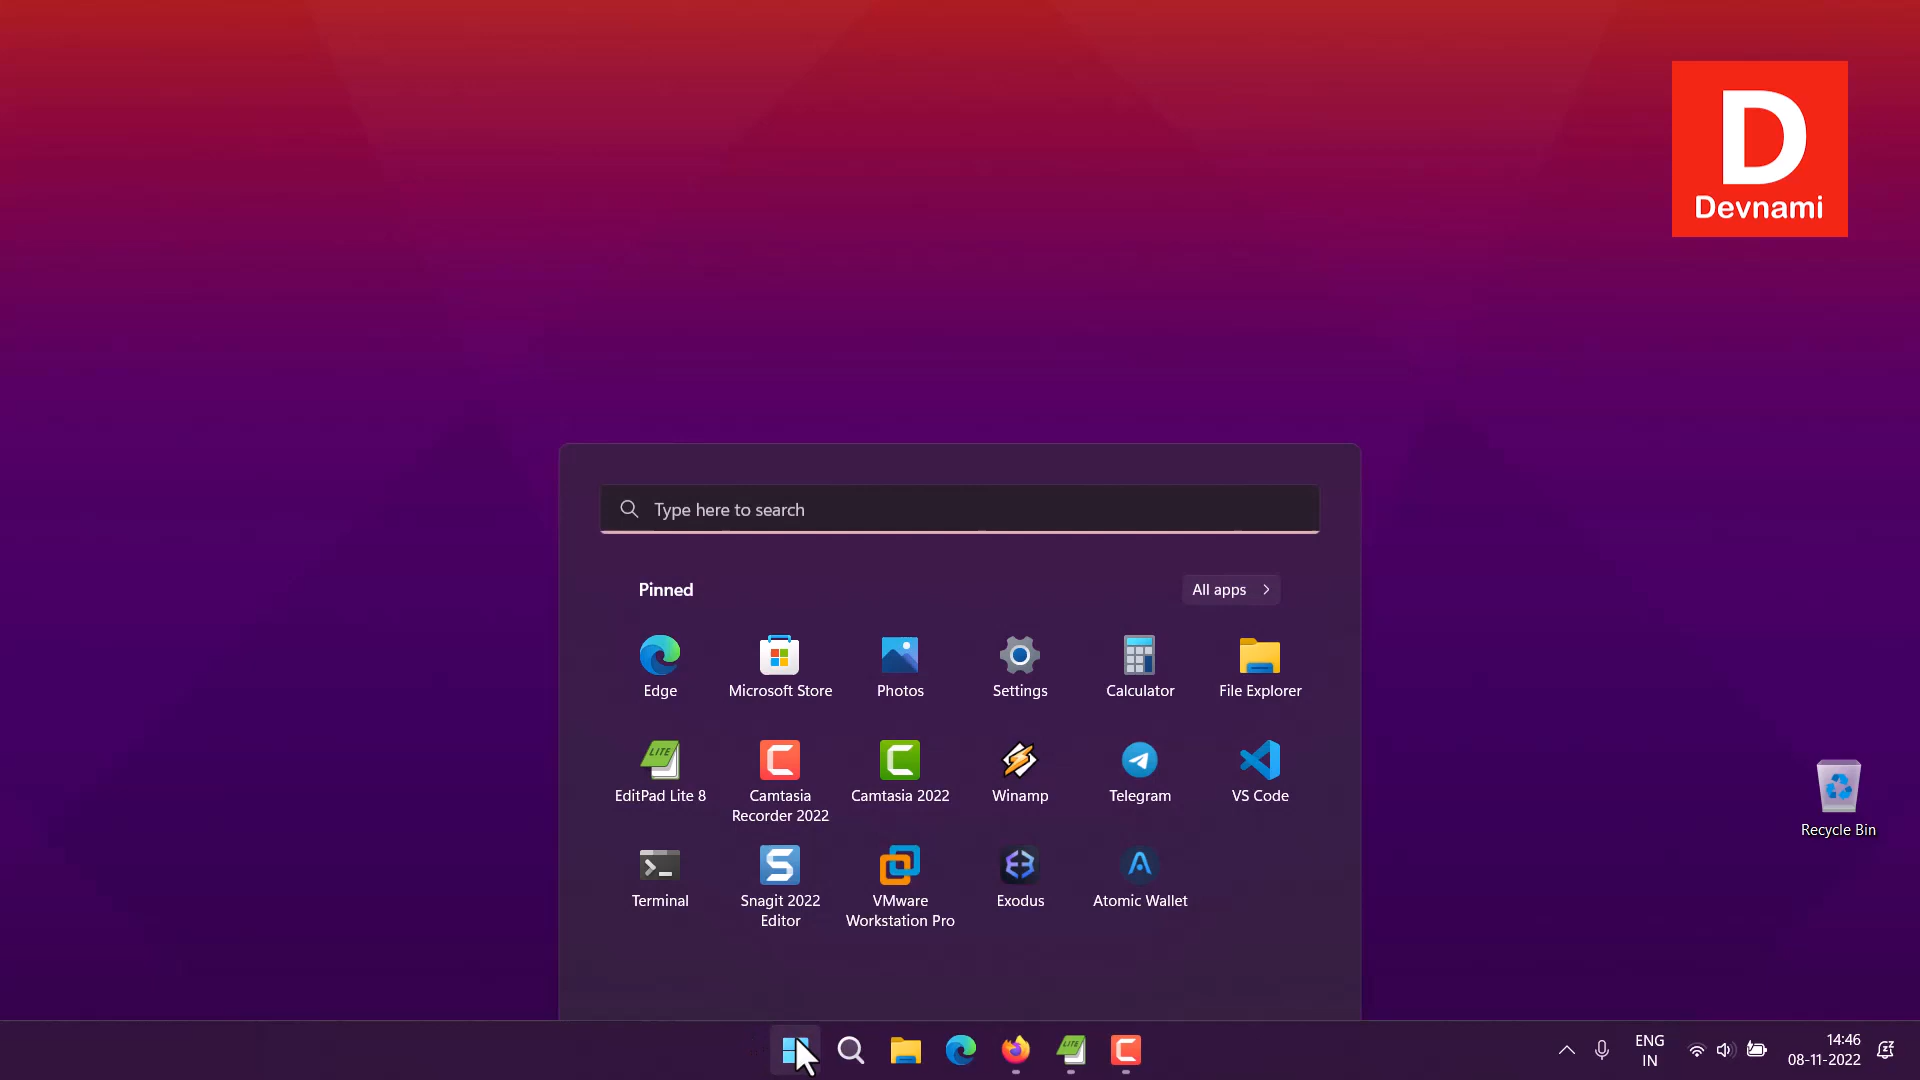 D
Devnami
Type here to search
Pinned
All apps
Edge
Microsoft Store
Photos
Settings
Calculator
File Explorer
LITE
EditPad Lite 8
Camtasia
Recorder 2022
Camtasia 2022
Winamp
Telegram
VS Code
Terminal
Snagit 2022
Editor
VMware
Workstation Pro
Exodus
Atomic Wallet
Recycle Bin
LITE
ENG
IN
14:46
08-11-2022